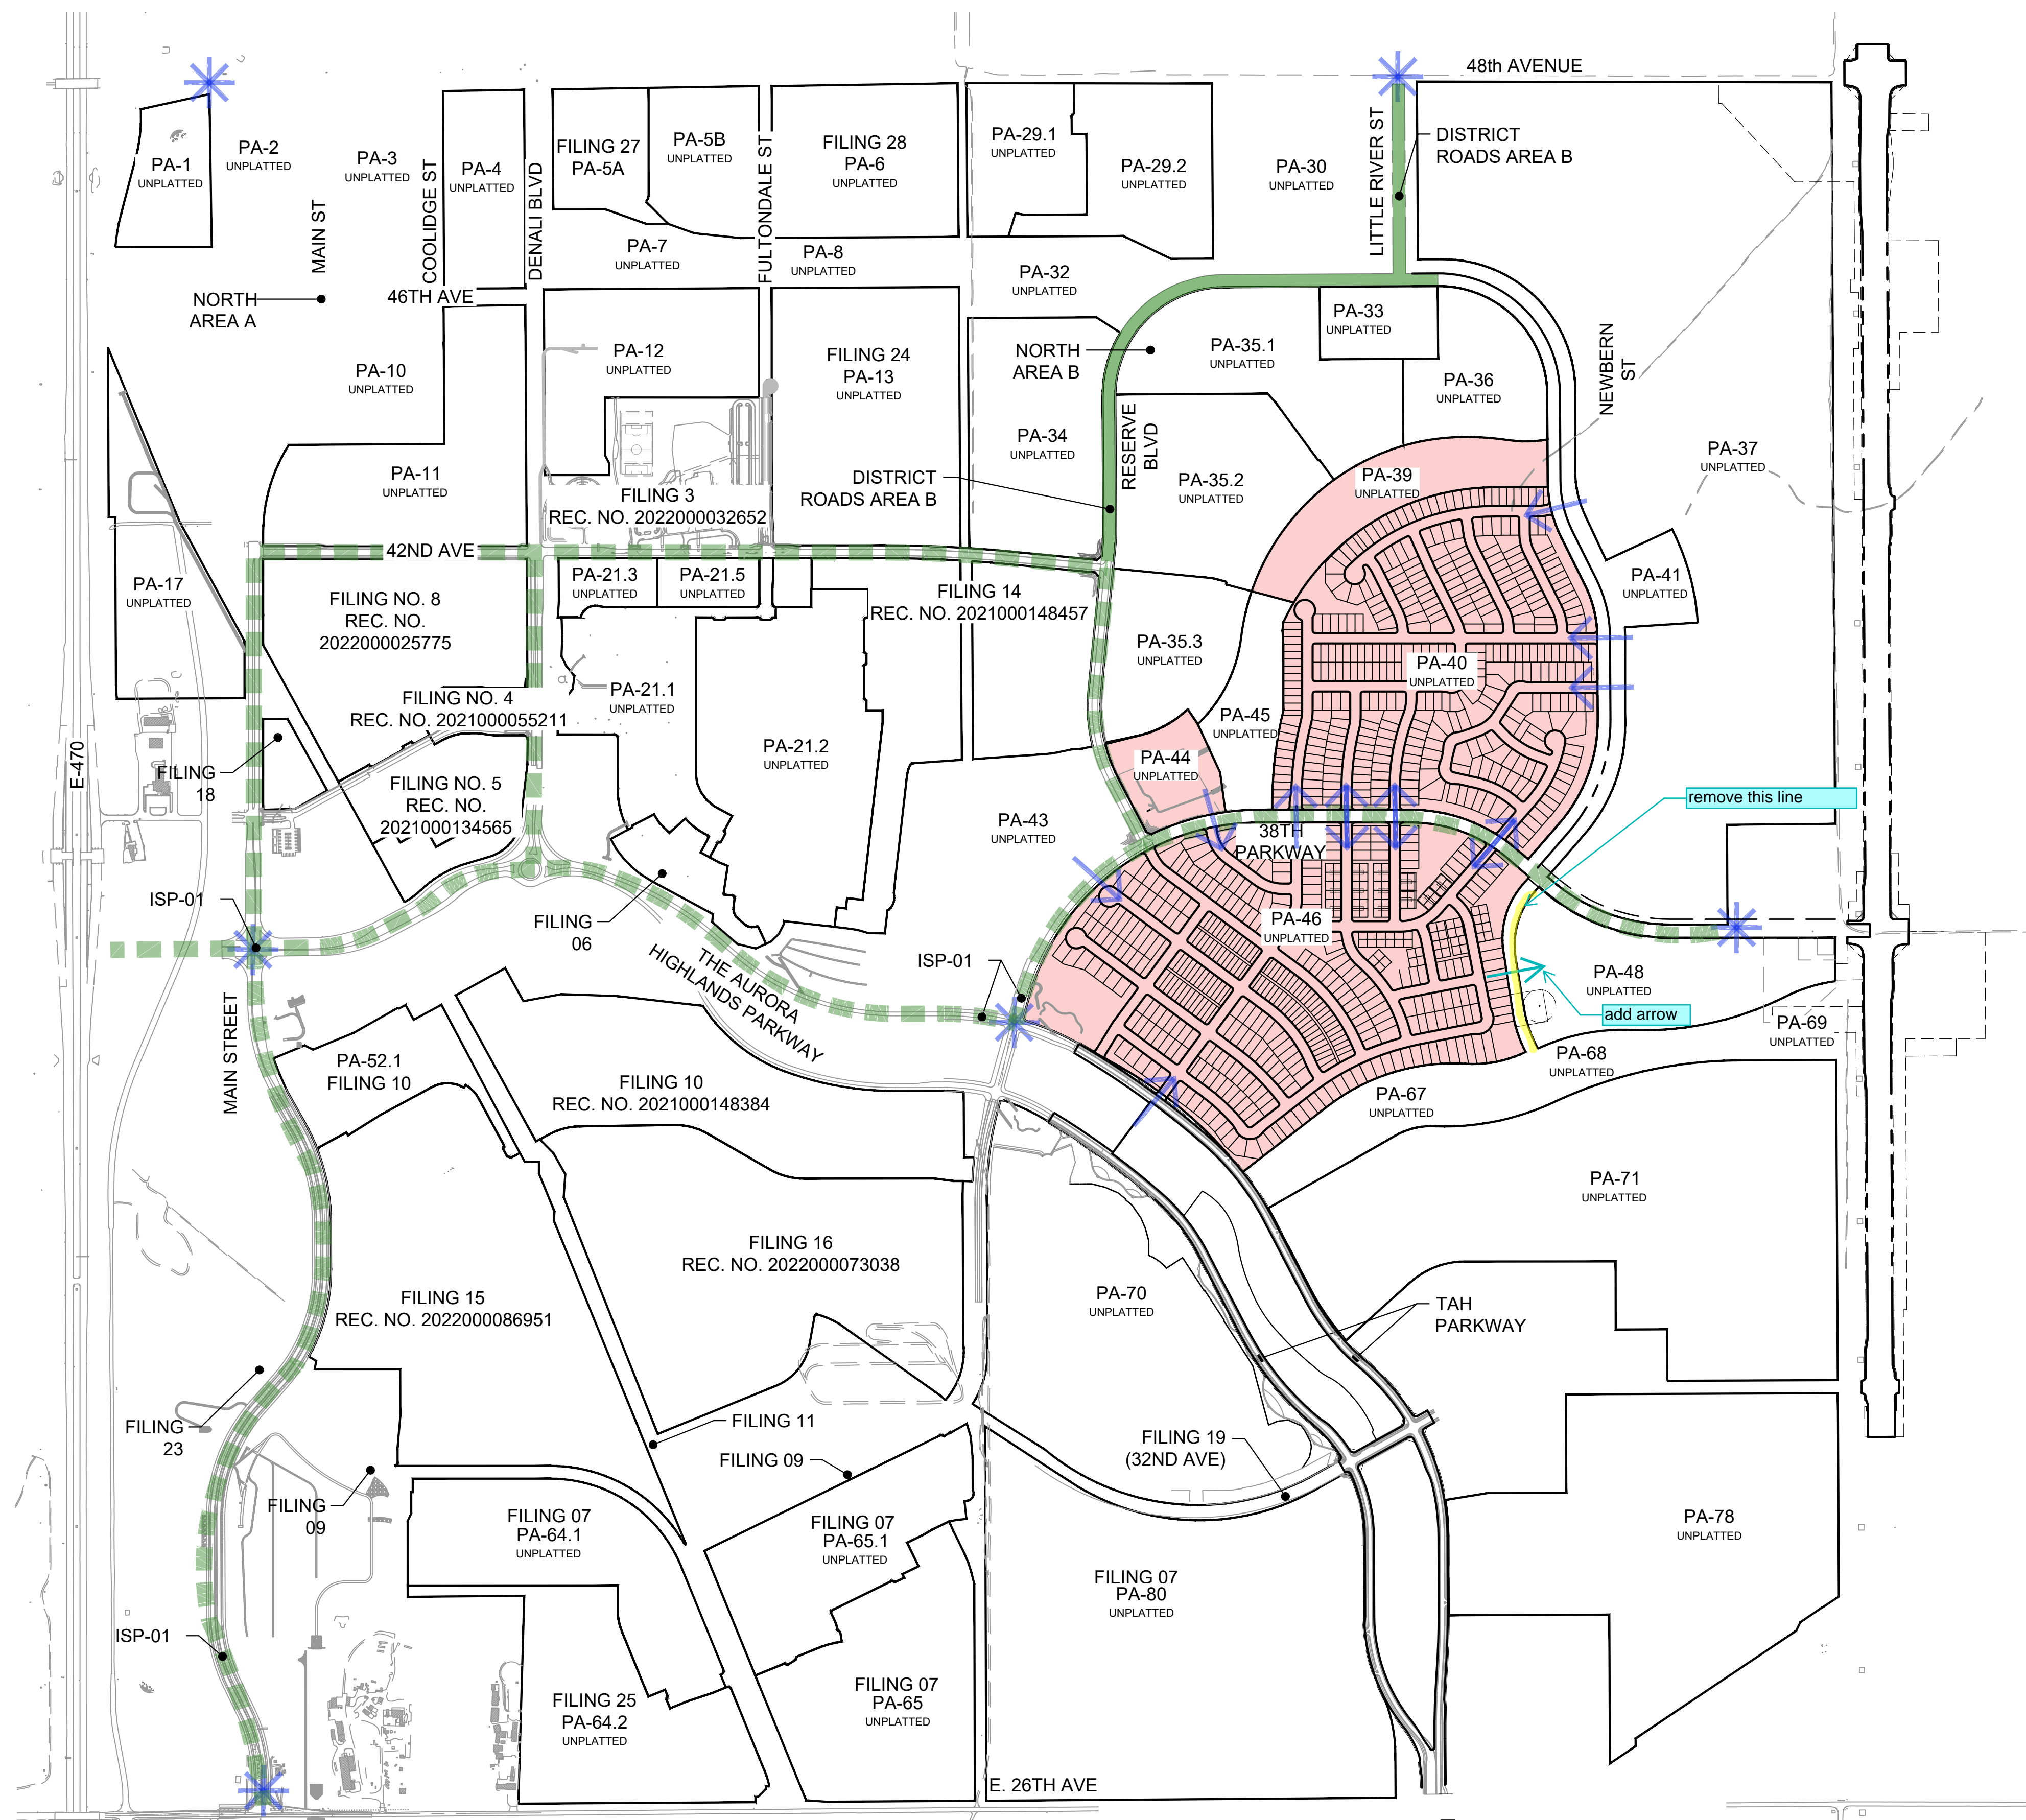 48th AVENUE
PA-1
UNPLATTED
PA-2
UNPLATTED
PA-3
UNPLATTED
COOLIDGE ST
PA-4
UNPLATTED
DENALI BLVD
FILING 27
PA-5A
PA-5B
UNPLATTED
FULTONDALE ST
FILING 28
PA-6
UNPLATTED
PA-29.1
UNPLATTED
PA-29.2
UNPLATTED
PA-30
UNPLATTED
LITTLE RIVER ST
DISTRICT
ROADS AREA B
MAIN ST
PA-7
UNPLATTED
PA-8
UNPLATTED
PA-32
UNPLATTED
NORTH
AREA A
46TH AVE
PA-33
UNPLATTED
NEWBERN
ST
PA-10
UNPLATTED
PA-12
UNPLATTED
FILING 24
PA-13
UNPLATTED
NORTH
AREA B
PA-35.1
UNPLATTED
PA-36
UNPLATTED
PA-34
UNPLATTED
RESERVE
BLVD
PA-37
UNPLATTED
PA-11
UNPLATTED
FILING 3
REC. NO. 2022000032652
DISTRICT
ROADS AREA B
PA-35.2
UNPLATTED
PA-39
UNPLATTED
42ND AVE
PA-17
UNPLATTED
FILING NO. 8
REC. NO.
2022000025775
PA-21.3
UNPLATTED
PA-21.5
UNPLATTED
FILING 14
REC. NO. 2021000148457
PA-41
UNPLATTED
PA-35.3
UNPLATTED
PA-40
UNPLATTED
FILING NO. 4
REC. NO. 2021000055211
PA-21.1
UNPLATTED
PA-45
UNPLATTED
E-470
FILING
18
PA-21.2
UNPLATTED
PA-44
UNPLATTED
FILING NO. 5
REC. NO.
2021000134565
PA-43
UNPLATTED
38TH
PARKWAY
remove this line
ISP-01
FILING
06
PA-46
UNPLATTED
THE AURORA
HIGHLANDS PARKWAY
ISP-01
PA-48
UNPLATTED
add arrow
PA-69
UNPLATTED
MAIN STREET
PA-52.1
FILING 10
FILING 10
REC. NO. 2021000148384
PA-68
UNPLATTED
PA-67
UNPLATTED
PA-71
UNPLATTED
FILING 16
REC. NO. 2022000073038
FILING 15
REC. NO. 2022000086951
PA-70
UNPLATTED
TAH
PARKWAY
FILING
23
FILING 11
FILING 09
FILING 19
(32ND AVE)
FILING
09
FILING 07
PA-64.1
UNPLATTED
FILING 07
PA-65.1
UNPLATTED
PA-78
UNPLATTED
FILING 07
PA-80
UNPLATTED
ISP-01
FILING 25
PA-64.2
UNPLATTED
FILING 07
PA-65
UNPLATTED
E. 26TH AVE